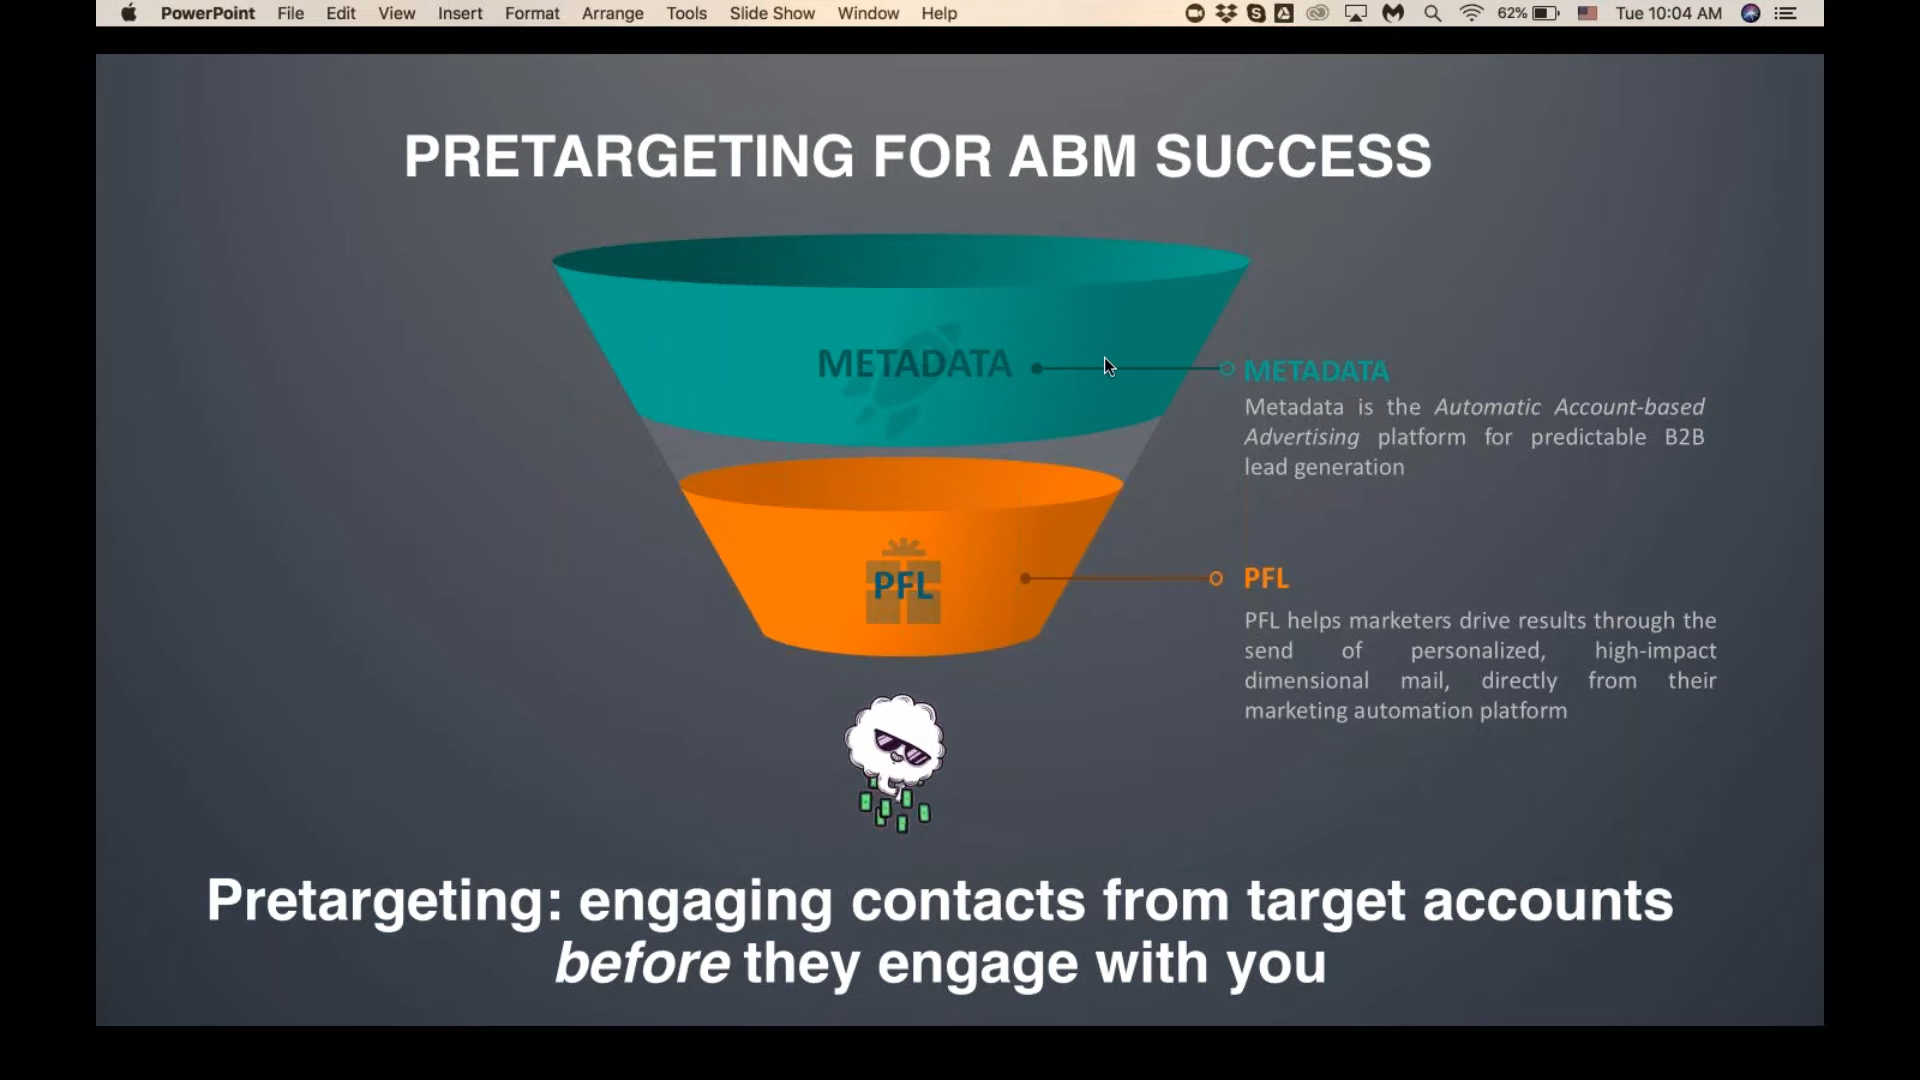 PowerPoint File Edit View Insert Format Arrange Tools Slide Show Window Help 62% Tue 10:04 AM
PRETARGETING FOR ABM SUCCESS
METADATA
METADATA
Metadata is the Automatic Account-based
Advertising platform for predictable B2B
lead generation
PFL
PFL
PFL helps marketers drive results through the
send of personalized, high-impact
dimensional mail, directly from their
marketing automation platform
Pretargeting: engaging contacts from target accounts
before they engage with you